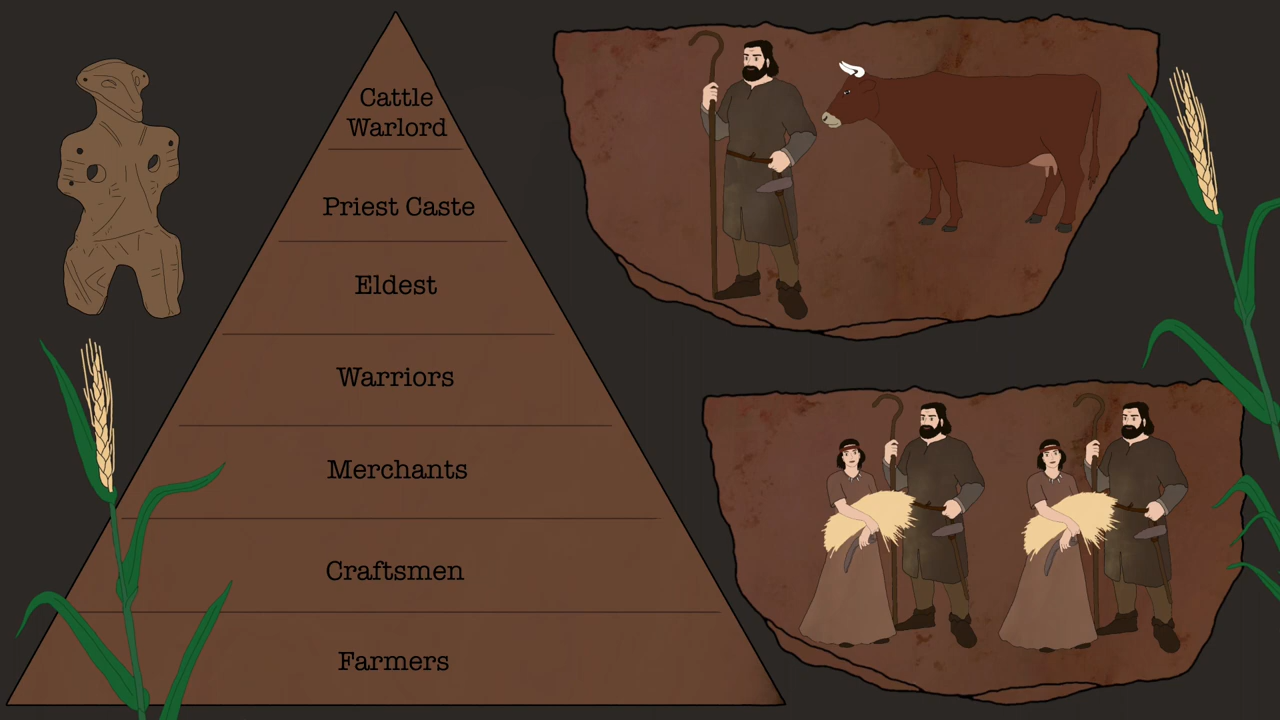 Cattle
Warlord
Priest Caste
Eldest
Warriors
Merchants
Craftsmen
Farmers